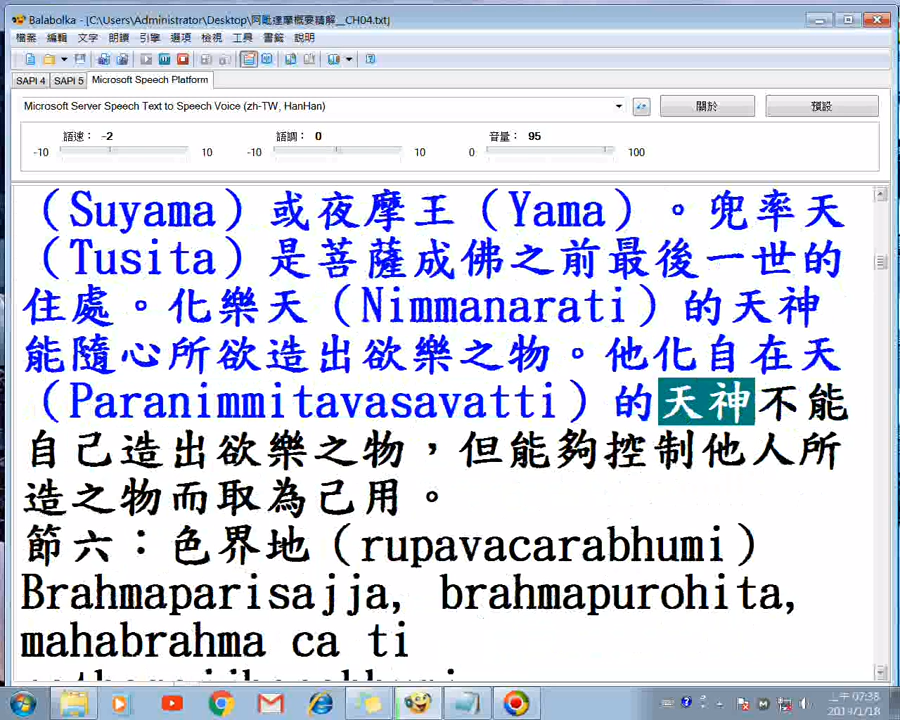 Balabolka - [C:\Users\Administrator\Desktop\阿毗達摩概要精解__CH04.txt]
檔案 編輯 文字 朗讀 引擎 選項 檢視 工具 書籤 說明
SAPI 4 SAPI 5 Microsoft Speech Platform
Microsoft Server Speech Text to Speech Voice (zh-TW, HanHan) 關於 預設
語速： -2 語調： 0 音量： 95
-10 10 -10 10 0 100
（Suyama）或夜摩王（Yama）。兜率天
（Tusita）是菩薩成佛之前最後一世的
住處。化樂天（Nimmanarati）的天神
能隨心所欲造出欲樂之物。他化自在天
（Paranimmitavasavatti）的天神不能
自己造出欲樂之物，但能夠控制他人所
造之物而取為己用。
節六：色界地（rupavacarabhumi）
Brahmaparisajja, brahmapurohita,
mahabrahma ca ti
上午 07:38
2019/1/18